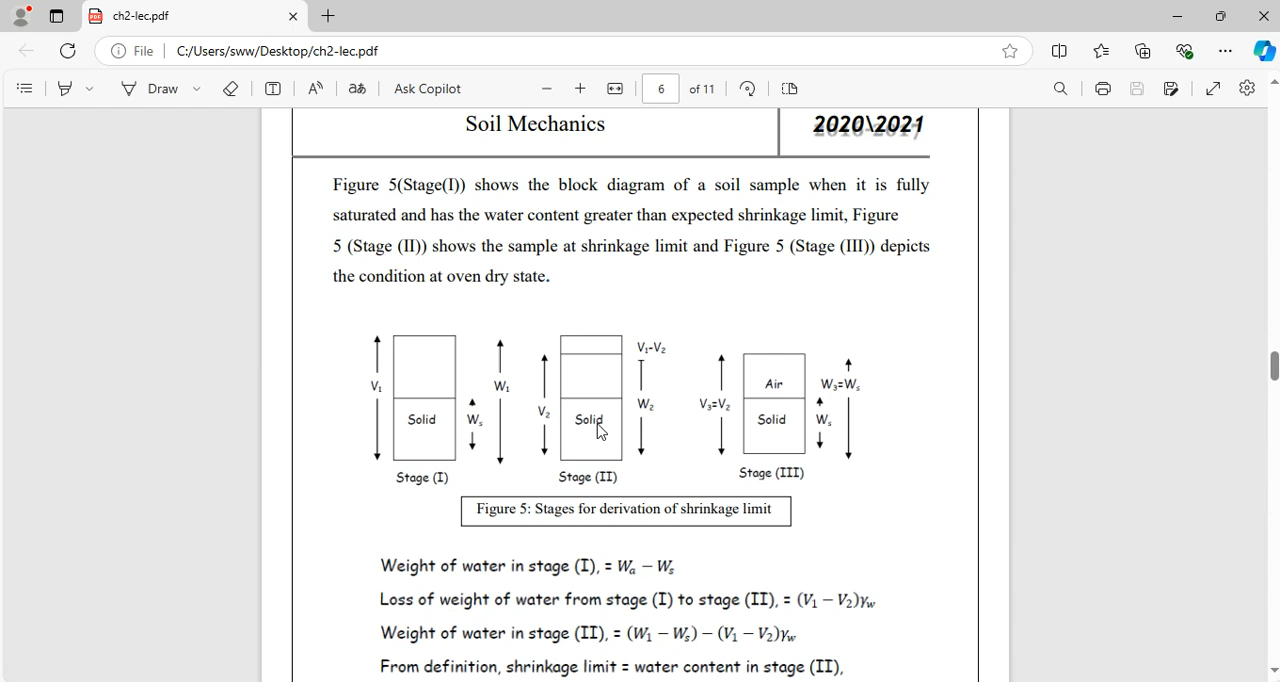 ch2-lec.pdf
File
C:/Users/sww/Desktop/ch2-lec.pdf
Draw
Ask Copilot
6
of 11
Soil Mechanics
2020\2021
Figure 5(Stage(I)) shows the block diagram of a soil sample when it is fully
saturated and has the water content greater than expected shrinkage limit, Figure
5 (Stage (II)) shows the sample at shrinkage limit and Figure 5 (Stage (III)) depicts
the condition at oven dry state.
V₁
Solid
Wₛ
W₁
Stage (I)
V₂
Solid
V₁-V₂
W₂
Stage (II)
V₃=V₂
Air
Solid
W₃=Wₛ
Wₛ
Stage (III)
Figure 5: Stages for derivation of shrinkage limit
Weight of water in stage (I), = Wₐ − Wₛ
Loss of weight of water from stage (I) to stage (II), = (V₁ − V₂)γw
Weight of water in stage (II), = (W₁ − Wₛ) − (V₁ − V₂)γw
From definition, shrinkage limit = water content in stage (II),